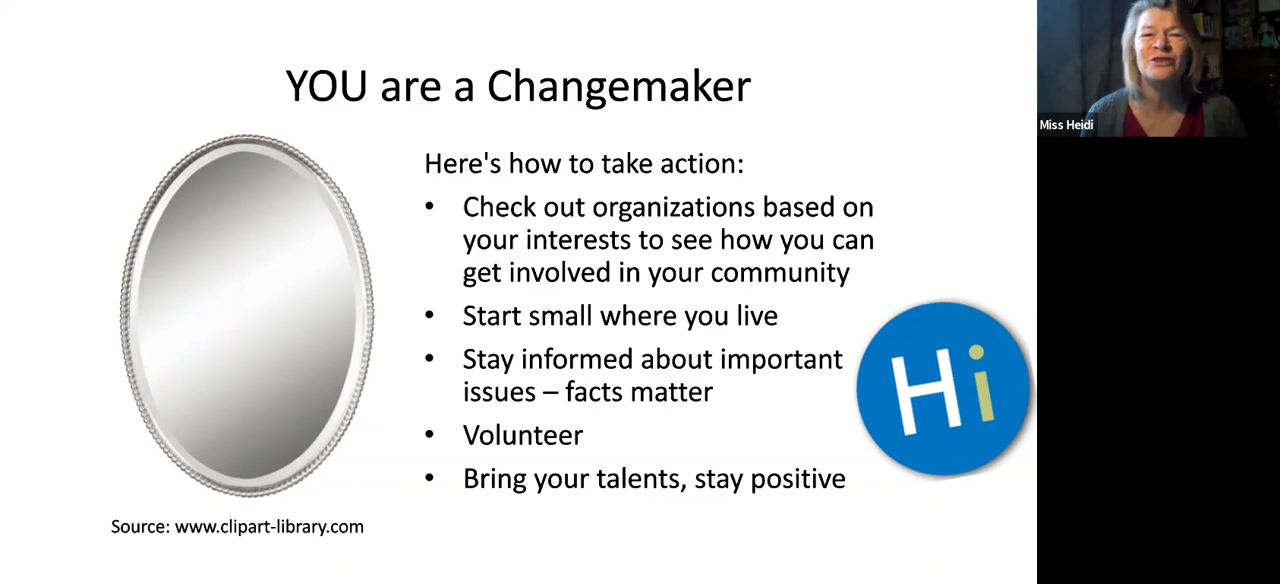 YOU are a Changemaker
Here's how to take action:
• Check out organizations based on
your interests to see how you can
get involved in your community
• Start small where you live
• Stay informed about important
issues – facts matter
• Volunteer
• Bring your talents, stay positive
Hi
Source: www.clipart-library.com
Miss Heidi